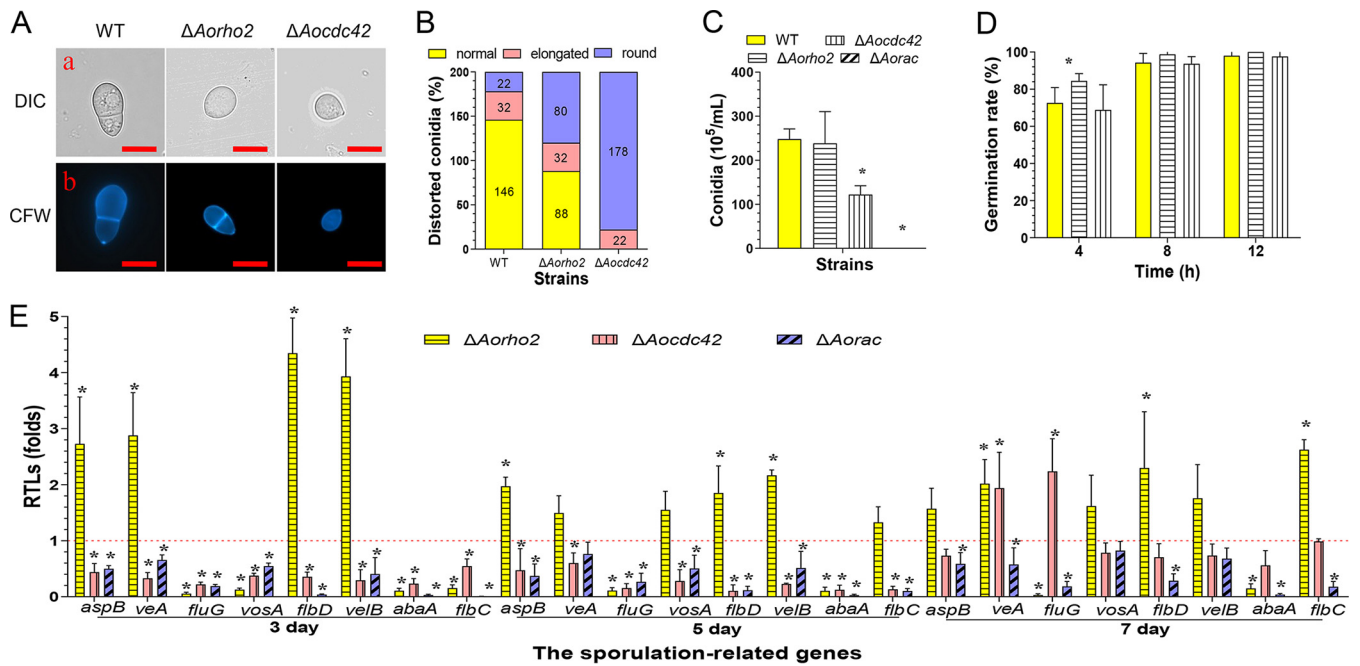 A
WT
ΔAorho2
ΔAocdc42
a
DIC
b
CFW
B
normal
elongated
round
Distorted conidia (%)
200
160
120
80
40
0
22
32
146
80
32
88
178
22
WT
ΔAorho2
ΔAocdc42
Strains
C
WT
ΔAocdc42
ΔAorho2
ΔAorac
Conidia (10⁵/mL)
400
300
200
100
0
*
*
Strains
D
Germination rate (%)
100
80
60
40
20
0
*
4
8
12
Time (h)
E
ΔAorho2
ΔAocdc42
ΔAorac
RTLs (folds)
5
4
3
2
1
0
aspB veA fluG vosA flbD velB abaA flbC aspB veA fluG vosA flbD velB abaA flbC aspB veA fluG vosA flbD velB abaA flbC
3 day
5 day
7 day
The sporulation-related genes